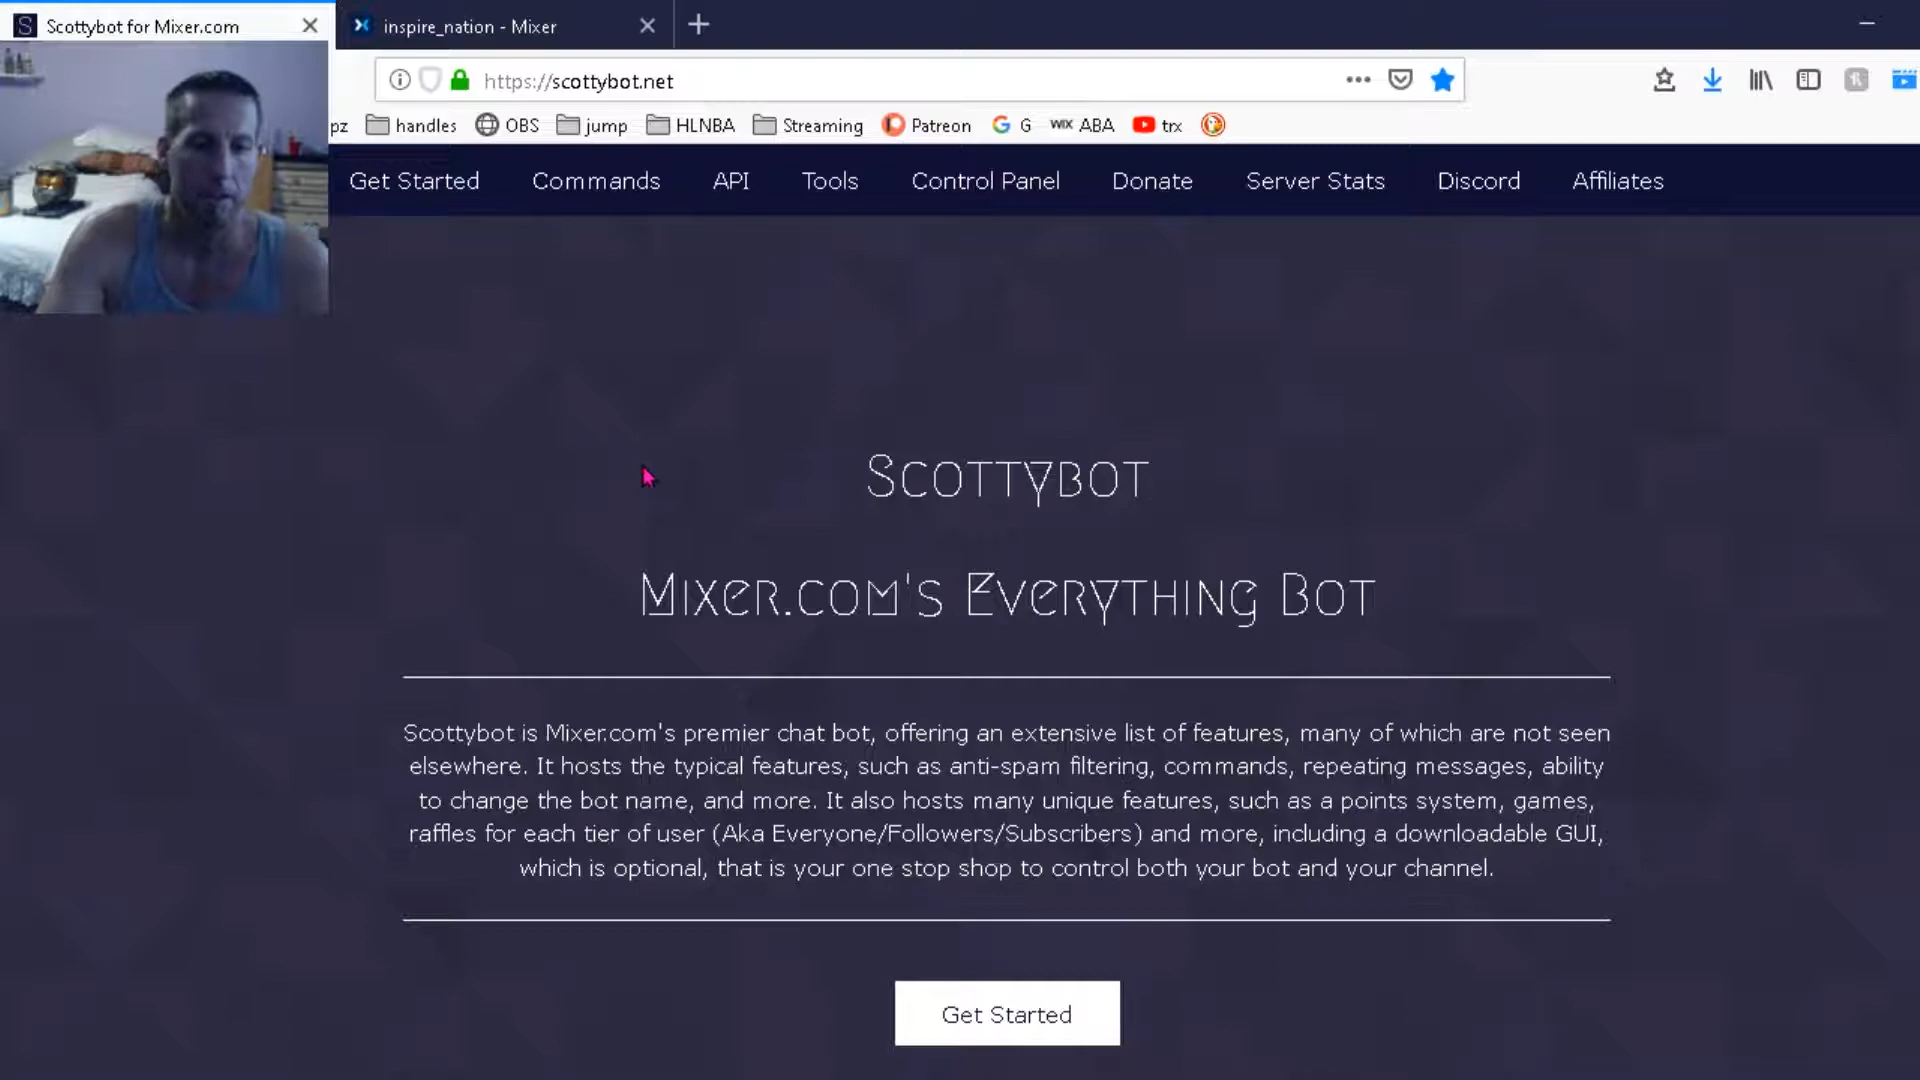 Scottybot for Mixer.com
inspire_nation - Mixer
https://scottybot.net
pz
handles
OBS
jump
HLNBA
Streaming
Patreon
G G
WIX ABA
trx
Get Started
Commands
API
Tools
Control Panel
Donate
Server Stats
Discord
Affiliates
Scottybot
Mixer.com's Everything Bot
Scottybot is Mixer.com's premier chat bot, offering an extensive list of features, many of which are not seen
elsewhere. It hosts the typical features, such as anti-spam filtering, commands, repeating messages, ability
to change the bot name, and more. It also hosts many unique features, such as a points system, games,
raffles for each tier of user (Aka Everyone/Followers/Subscribers) and more, including a downloadable GUI,
which is optional, that is your one stop shop to control both your bot and your channel.
Get Started